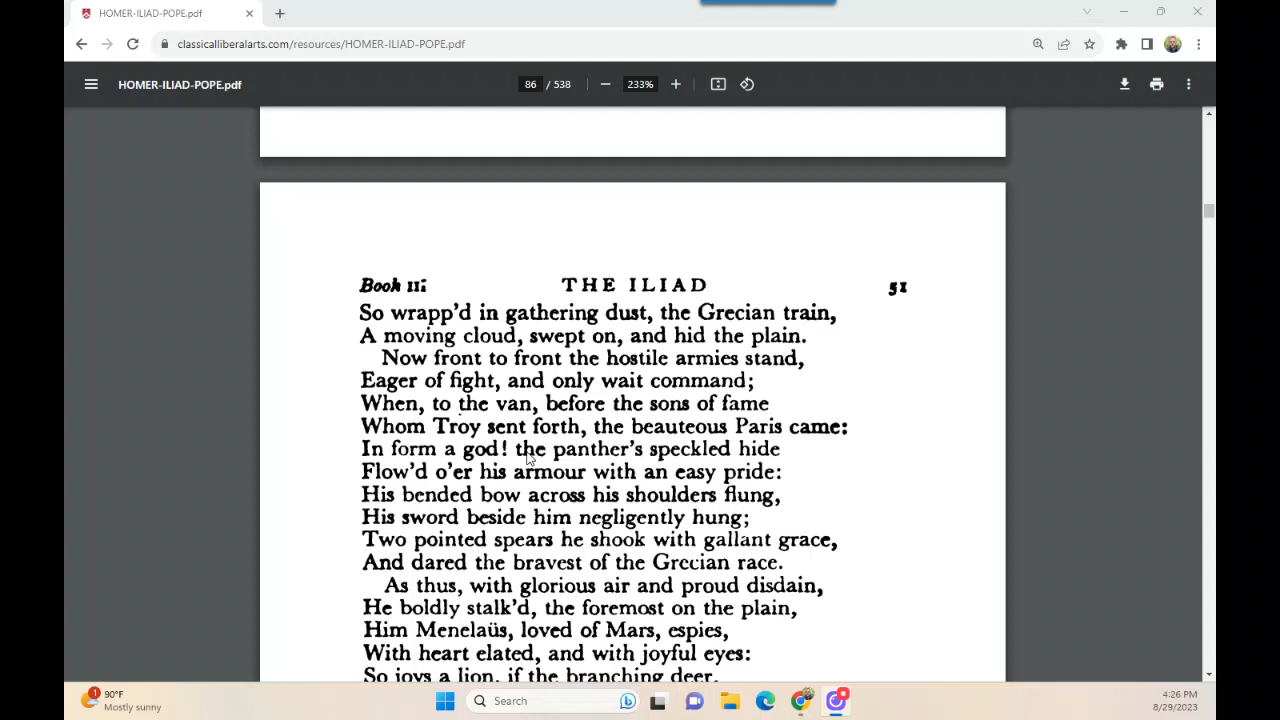 HOMER-ILIAD-POPE.pdf
classicalliberalarts.com/resources/HOMER-ILIAD-POPE.pdf
HOMER-ILIAD-POPE.pdf
86 / 538
233%
Book III THE ILIAD 51
So wrapp'd in gathering dust, the Grecian train,
A moving cloud, swept on, and hid the plain.
Now front to front the hostile armies stand,
Eager of fight, and only wait command;
When, to the van, before the sons of fame
Whom Troy sent forth, the beauteous Paris came:
In form a god! the panther's speckled hide
Flow'd o'er his armour with an easy pride:
His bended bow across his shoulders flung,
His sword beside him negligently hung;
Two pointed spears he shook with gallant grace,
And dared the bravest of the Grecian race.
As thus, with glorious air and proud disdain,
He boldly stalk'd, the foremost on the plain,
Him Menelaüs, loved of Mars, espies,
With heart elated, and with joyful eyes:
So joys a lion, if the branching deer,
1
90°F
Mostly sunny
Search
4:26 PM
8/29/2023